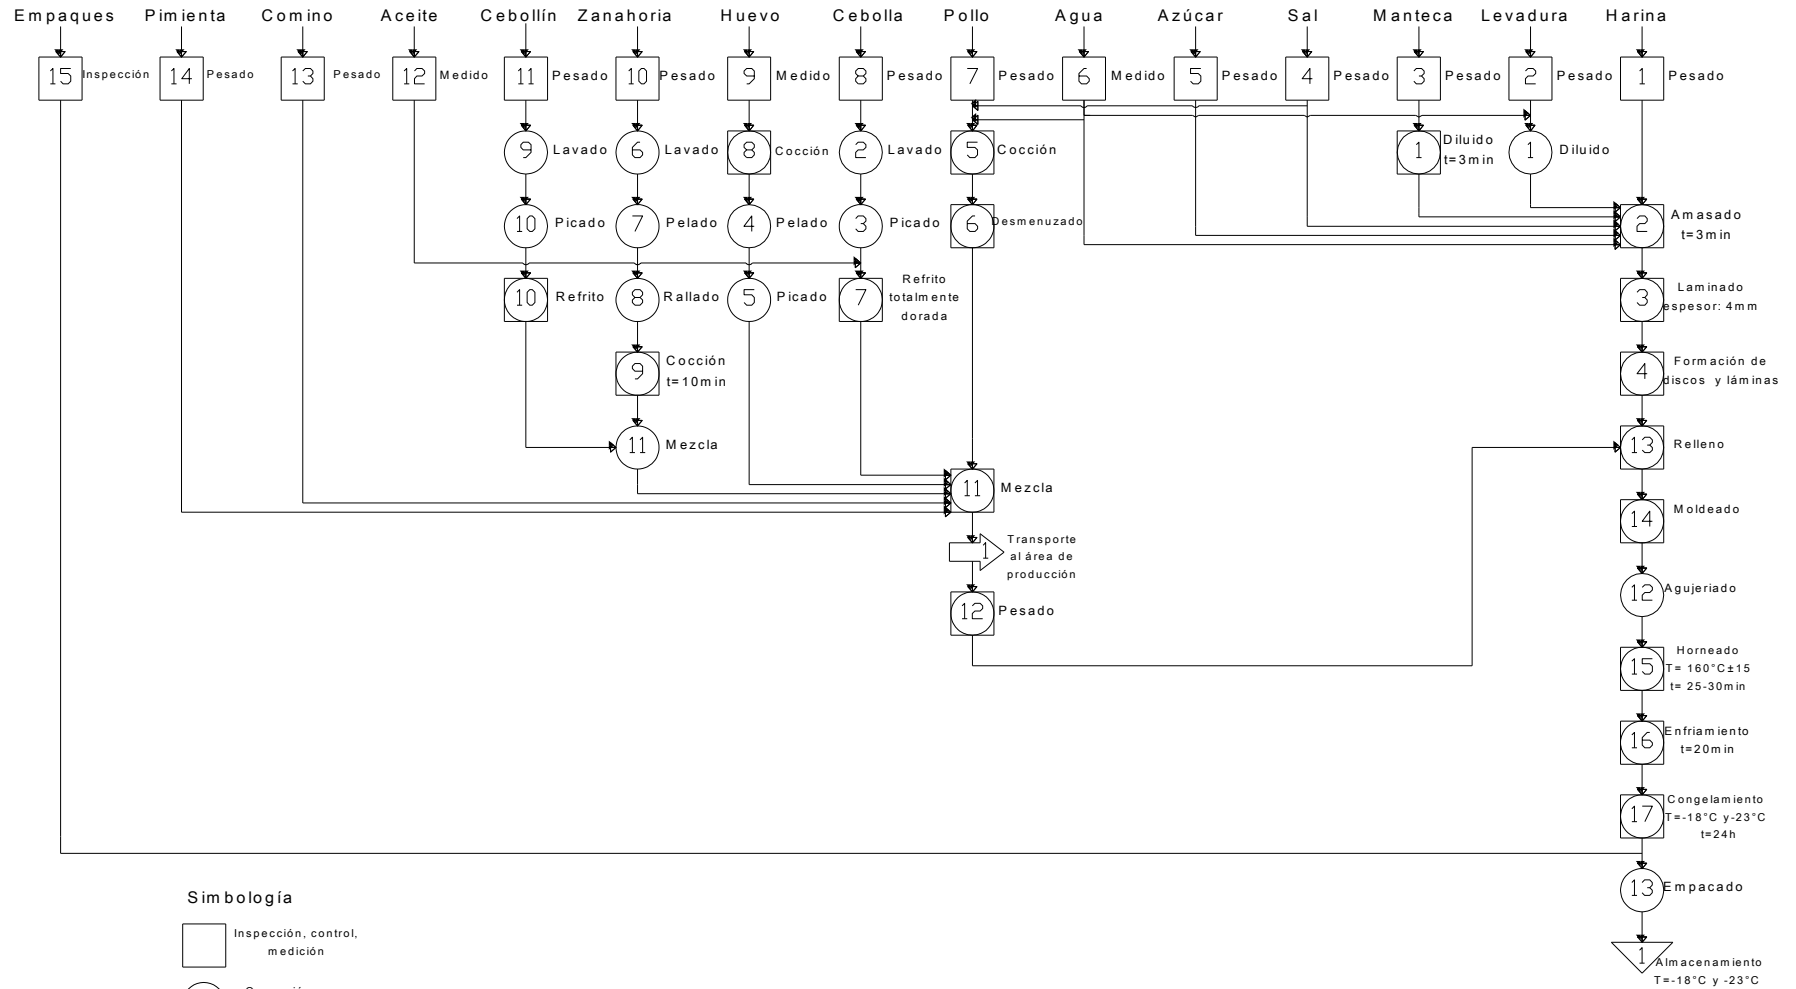 Empaques Pimienta Comino Aceite Cebollín Zanahoria Huevo Cebolla Pollo Agua Azúcar Sal Manteca Levadura Harina
15 Inspección 14 Pesado 13 Pesado 12 Medido 11 Pesado 10 Pesado 9 Medido 8 Pesado 7 Pesado 6 Medido 5 Pesado 4 Pesado 3 Pesado 2 Pesado 1 Pesado
9 Lavado 6 Lavado 8 Cocción 2 Lavado 5 Cocción 1 Diluido
t=3min
1 Diluido
10 Picado 7 Pelado 4 Pelado 3 Picado 6 Desmenuzado 2 Amasado
t=3min
10 Refrito 8 Rallado 5 Picado 7 Refrito
totalmente
dorada
3 Laminado
espesor: 4mm
9 Cocción
t=10min
4 Formación de
discos y láminas
11 Mezcla
13 Relleno
11 Mezcla
14 Moldeado
1 Transporte
al área de
producción
12 Pesado
12 Agujeriado
15 Horneado
T= 160°C±15
t= 25-30min
16 Enfriamiento
t=20min
17 Congelamiento
T=-18°C y-23°C
t=24h
13 Empacado
1 Almacenamiento
T=-18°C y -23°C
Simbología
Inspección, control,
medición